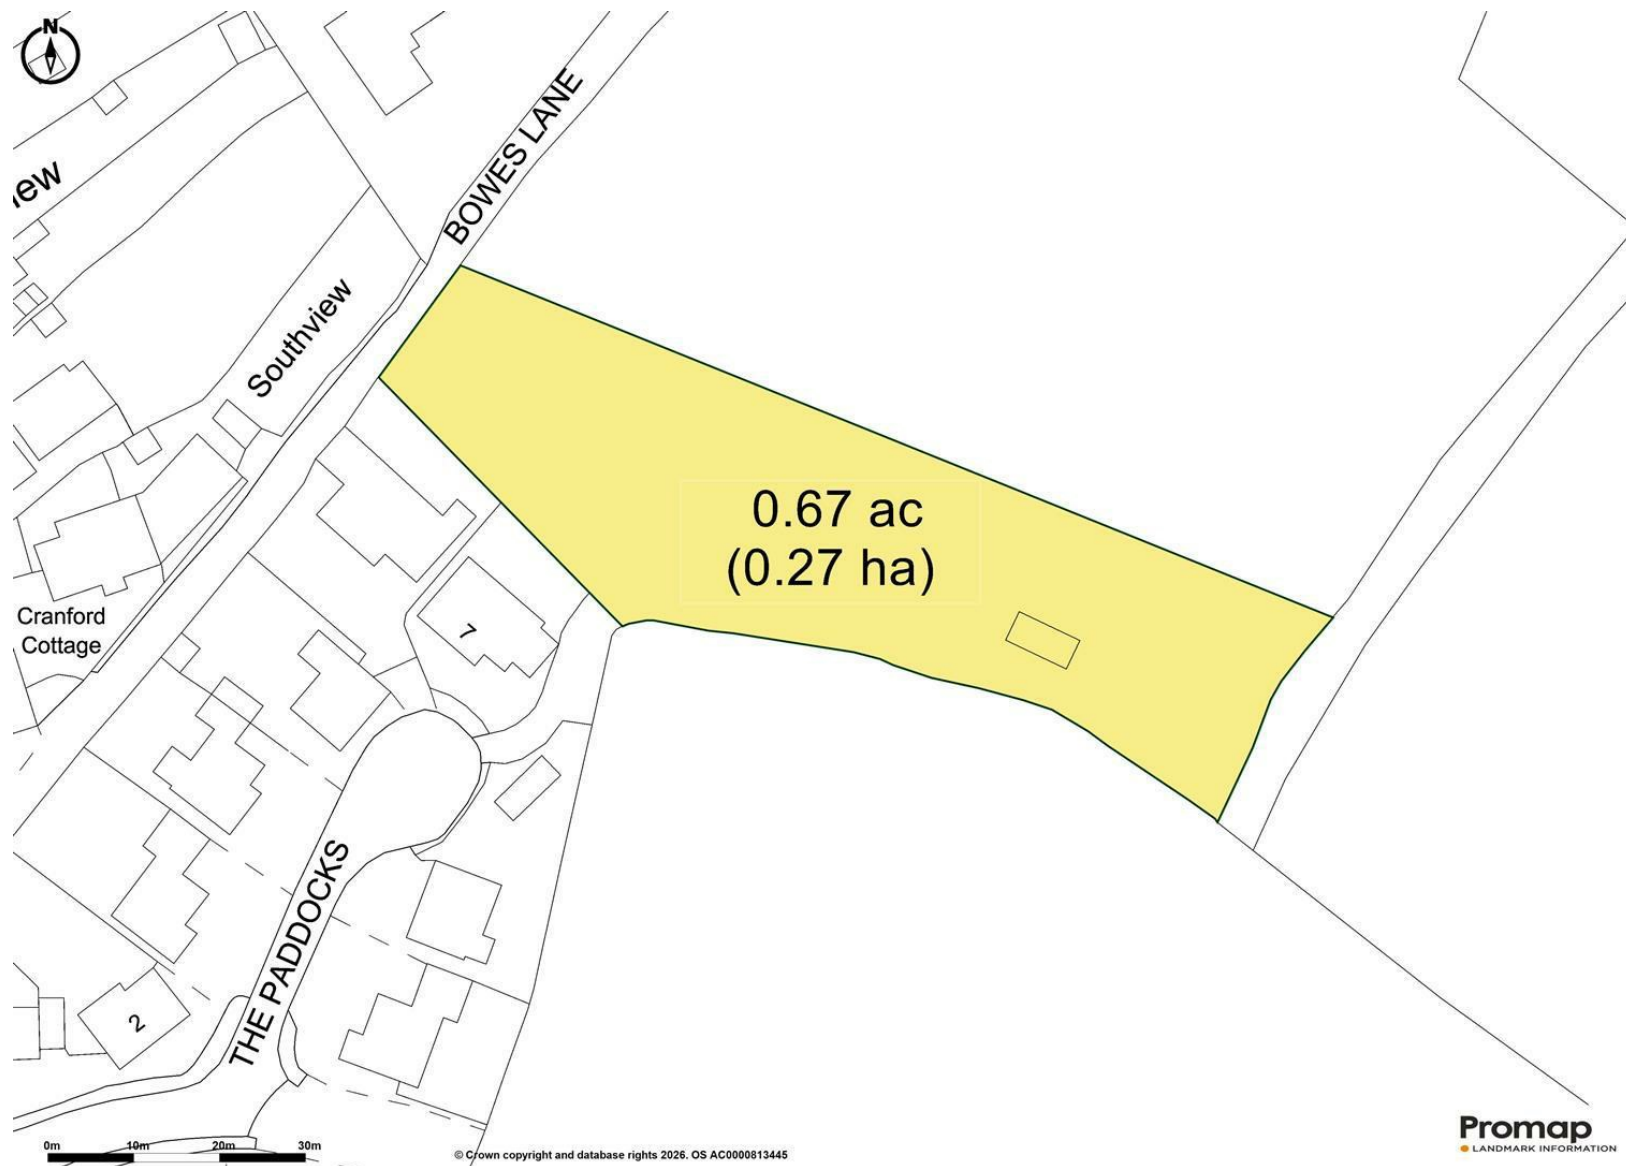 N
BOWES LANE
iew
Southview
0.67 ac
(0.27 ha)
Cranford
Cottage
7
THE PADDOCKS
2
0m 10m 20m 30m
© Crown copyright and database rights 2026. OS AC0000813445
Promap
LANDMARK INFORMATION